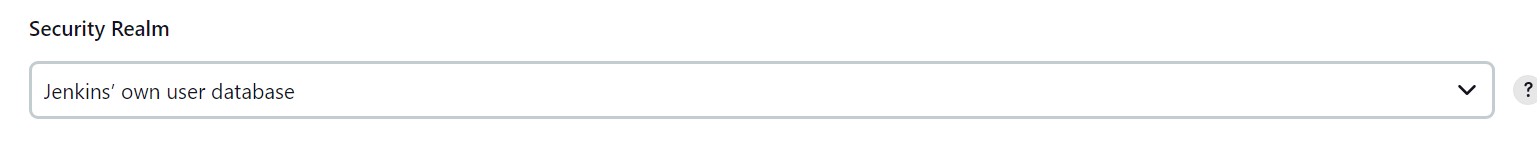 Security Realm
Jenkins’ own user database
?